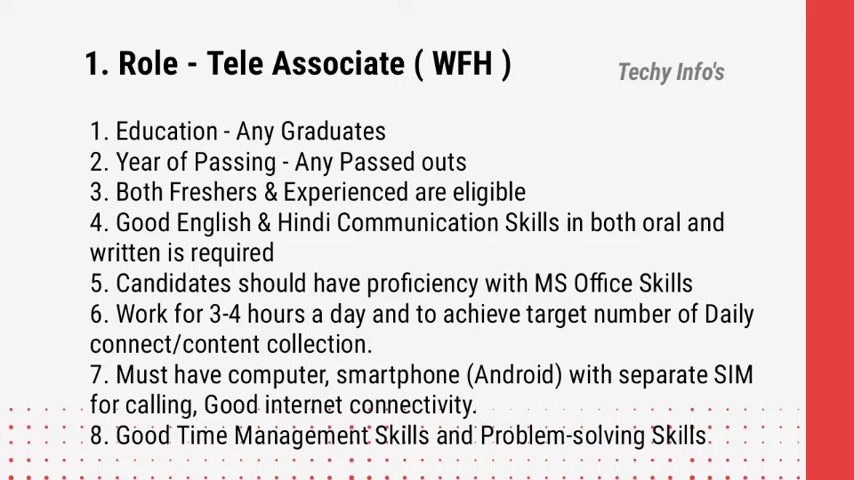 1. Role - Tele Associate ( WFH )
Techy Info's
1. Education - Any Graduates
2. Year of Passing - Any Passed outs
3. Both Freshers & Experienced are eligible
4. Good English & Hindi Communication Skills in both oral and
written is required
5. Candidates should have proficiency with MS Office Skills
6. Work for 3-4 hours a day and to achieve target number of Daily
connect/content collection.
7. Must have computer, smartphone (Android) with separate SIM
for calling, Good internet connectivity.
8. Good Time Management Skills and Problem-solving Skills.